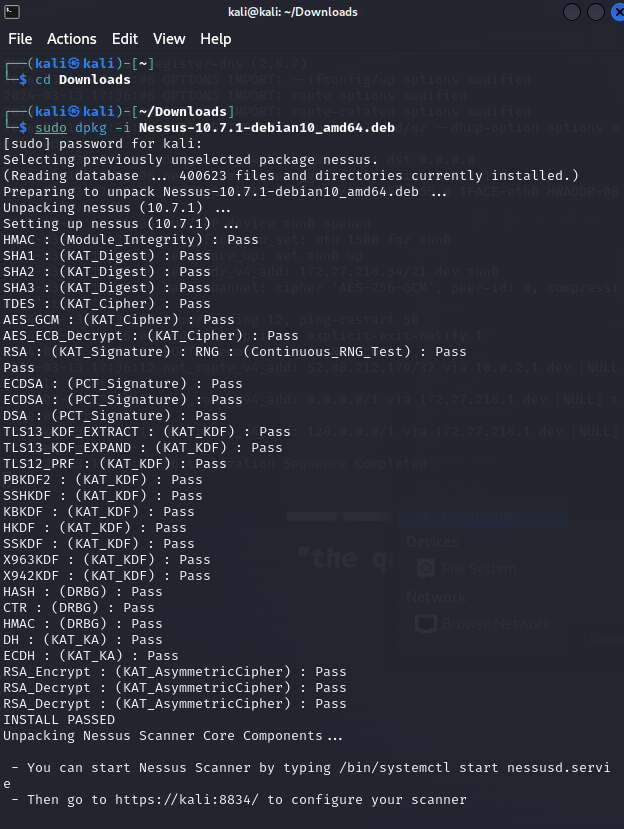 kali@kali: ~/Downloads
File Actions Edit View Help
┌──(kali㉿kali)-[~]
└─$ cd Downloads
┌──(kali㉿kali)-[~/Downloads]
└─$ sudo dpkg -i Nessus-10.7.1-debian10_amd64.deb
[sudo] password for kali:
Selecting previously unselected package nessus.
(Reading database ... 400623 files and directories currently installed.)
Preparing to unpack Nessus-10.7.1-debian10_amd64.deb ...
Unpacking nessus (10.7.1) ...
Setting up nessus (10.7.1) ...
HMAC : (Module_Integrity) : Pass
SHA1 : (KAT_Digest) : Pass
SHA2 : (KAT_Digest) : Pass
SHA3 : (KAT_Digest) : Pass
TDES : (KAT_Cipher) : Pass
AES_GCM : (KAT_Cipher) : Pass
AES_ECB_Decrypt : (KAT_Cipher) : Pass
RSA : (KAT_Signature) : RNG : (Continuous_RNG_Test) : Pass
Pass
ECDSA : (PCT_Signature) : Pass
ECDSA : (PCT_Signature) : Pass
DSA : (PCT_Signature) : Pass
TLS13_KDF_EXTRACT : (KAT_KDF) : Pass
TLS13_KDF_EXPAND : (KAT_KDF) : Pass
TLS12_PRF : (KAT_KDF) : Pass
PBKDF2 : (KAT_KDF) : Pass
SSHKDF : (KAT_KDF) : Pass
KBKDF : (KAT_KDF) : Pass
HKDF : (KAT_KDF) : Pass
SSKDF : (KAT_KDF) : Pass
X963KDF : (KAT_KDF) : Pass
X942KDF : (KAT_KDF) : Pass
HASH : (DRBG) : Pass
CTR : (DRBG) : Pass
HMAC : (DRBG) : Pass
DH : (KAT_KA) : Pass
ECDH : (KAT_KA) : Pass
RSA_Encrypt : (KAT_AsymmetricCipher) : Pass
RSA_Decrypt : (KAT_AsymmetricCipher) : Pass
RSA_Decrypt : (KAT_AsymmetricCipher) : Pass
INSTALL PASSED
Unpacking Nessus Scanner Core Components...
- You can start Nessus Scanner by typing /bin/systemctl start nessusd.servi
e
- Then go to https://kali:8834/ to configure your scanner
"the q
Devices
File System
Network
Browse Network